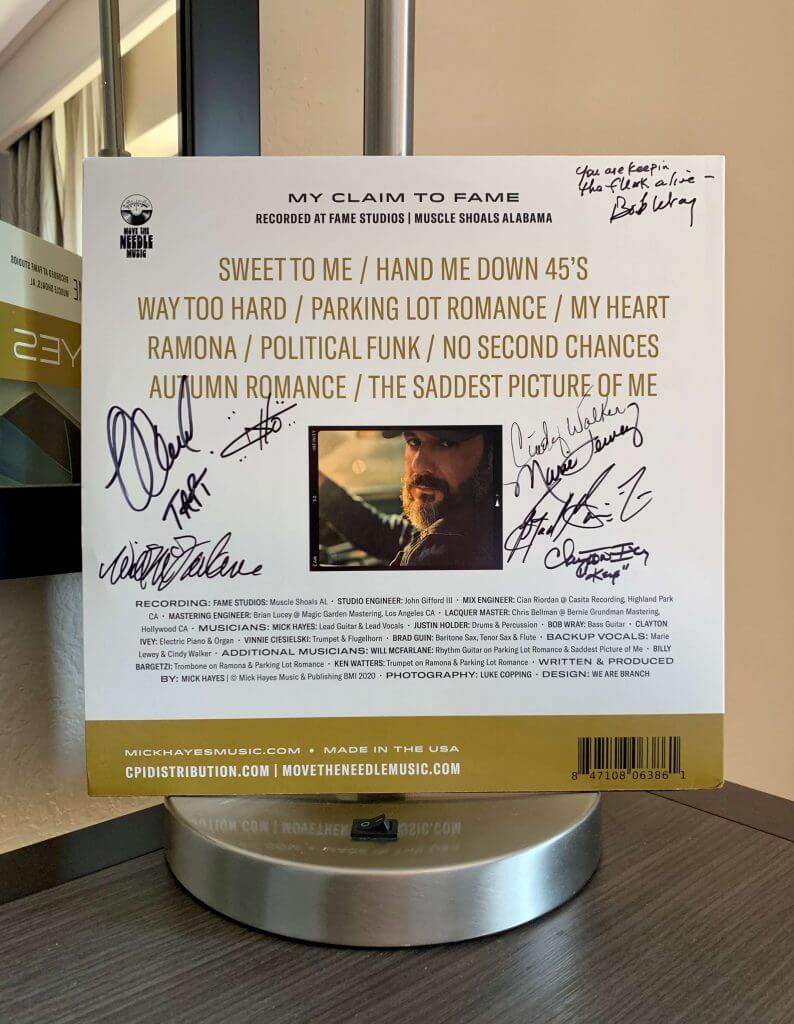 MY CLAIM TO FAME
RECORDED AT FAME STUDIOS | MUSCLE SHOALS ALABAMA
MOVE THE
NEEDLE
MUSIC
You are keepin
the funk alive –
Bob Wray
SWEET TO ME / HAND ME DOWN 45'S
WAY TOO HARD / PARKING LOT ROMANCE / MY HEART
RAMONA / POLITICAL FUNK / NO SECOND CHANCES
AUTUMN ROMANCE / THE SADDEST PICTURE OF ME
TART
Cindy Walker
Marie Lewey
Will McFarlane
Clayton Ivey
"Keys"
RECORDING: FAME STUDIOS: Muscle Shoals AL · STUDIO ENGINEER: John Gifford III · MIX ENGINEER: Cian Riordan @ Casita Recording, Highland Park
CA · MASTERING ENGINEER: Brian Lucey @ Magic Garden Mastering, Los Angeles CA · LACQUER MASTER: Chris Bellman @ Bernie Grundman Mastering,
Hollywood CA · MUSICIANS: MICK HAYES: Lead Guitar & Lead Vocals · JUSTIN HOLDER: Drums & Percussion · BOB WRAY: Bass Guitar · CLAYTON
IVEY: Electric Piano & Organ · VINNIE CIESIELSKI: Trumpet & Flugelhorn · BRAD GUIN: Baritone Sax, Tenor Sax & Flute · BACKUP VOCALS: Marie
Lewey & Cindy Walker · ADDITIONAL MUSICIANS: WILL MCFARLANE: Rhythm Guitar on Parking Lot Romance & Saddest Picture of Me · BILLY
BARGETZI: Trombone on Ramona & Parking Lot Romance · KEN WATTERS: Trumpet on Ramona & Parking Lot Romance · WRITTEN & PRODUCED
BY: MICK HAYES | © Mick Hayes Music & Publishing BMI 2020 · PHOTOGRAPHY: LUKE COPPING · DESIGN: WE ARE BRANCH
MICKHAYESMUSIC.COM • MADE IN THE USA
CPIDISTRIBUTION.COM | MOVETHENEEDLEMUSIC.COM
8 47108 06386 1